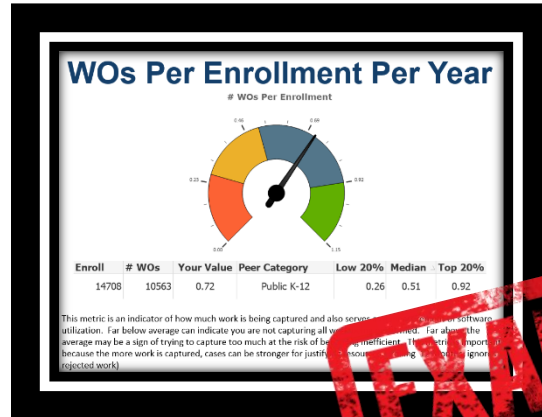 WOs Per Enrollment Per Year
# WOs Per Enrollment
0.46 0.69
0.23 0.92
0.00 1.15
Enroll # WOs Your Value Peer Category Low 20% Median Top 20%
14708 10563 0.72 Public K-12 0.26 0.51 0.92
This metric is an indicator of how much work is being captured and also serves of software
utilization. Far below average can indicate you are not capturing all
average may be a sign of trying to capture too much at the risk of inefficient.
because the more work is captured, cases can be stronger for ignore
rejected work)
EXA